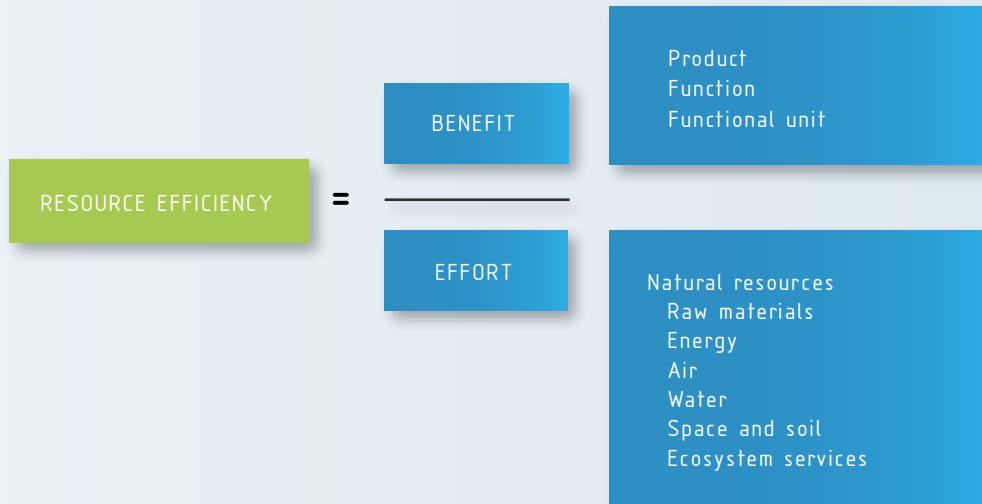 RESOURCE EFFICIENCY
=
BENEFIT
EFFORT
Product
Function
Functional unit
Natural resources
Raw materials
Energy
Air
Water
Space and soil
Ecosystem services